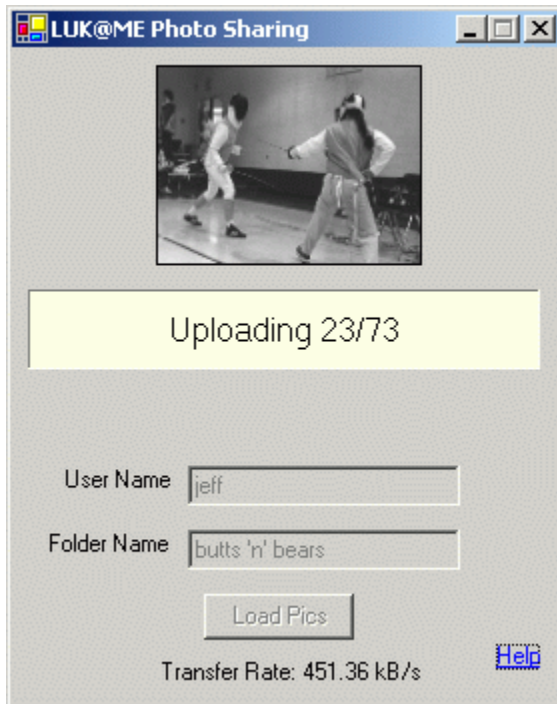 LUK@ME Photo Sharing
Uploading 23/73
User Name
jeff
Folder Name
butts 'n' bears
Load Pics
Help
Transfer Rate: 451.36 kB/s